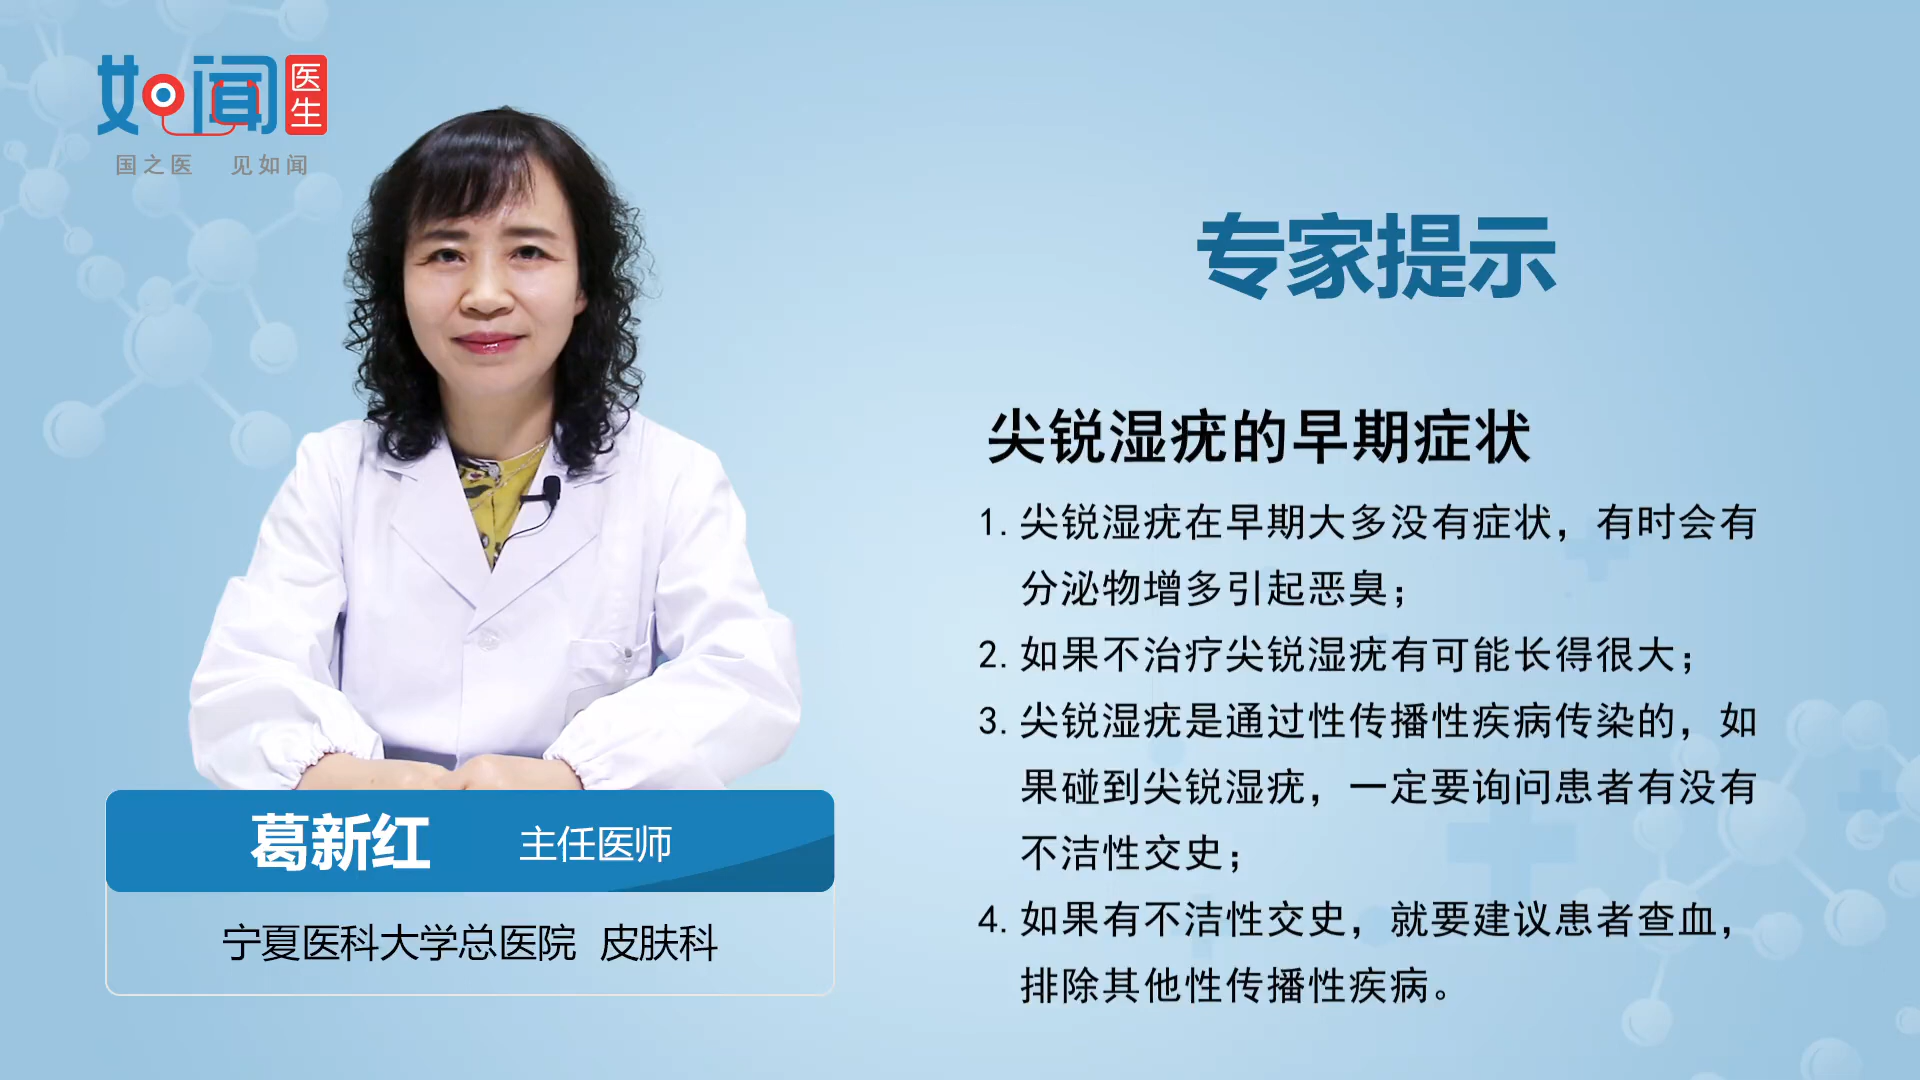 如闻医生
国之医 见如闻
专家提示
尖锐湿疣的早期症状
1.尖锐湿疣在早期大多没有症状，有时会有
分泌物增多引起恶臭；
2.如果不治疗尖锐湿疣有可能长得很大；
3.尖锐湿疣是通过性传播性疾病传染的，如
果碰到尖锐湿疣，一定要询问患者有没有
不洁性交史；
4.如果有不洁性交史，就要建议患者查血，
排除其他性传播性疾病。
葛新红 主任医师
宁夏医科大学总医院 皮肤科